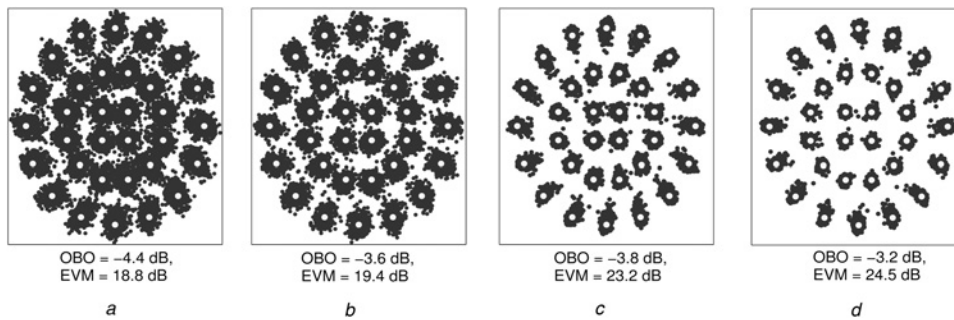 OBO = −4.4 dB,
EVM = 18.8 dB
a
OBO = −3.6 dB,
EVM = 19.4 dB
b
OBO = −3.8 dB,
EVM = 23.2 dB
c
OBO = −3.2 dB,
EVM = 24.5 dB
d